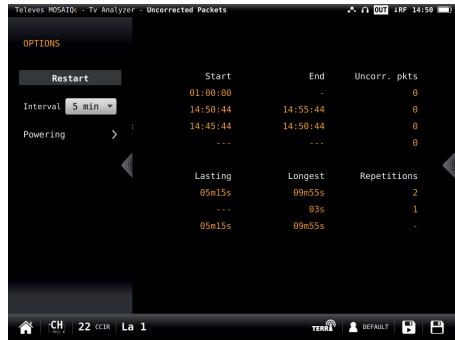 Televes MOSAIQ6 - Tv Analyzer - Uncorrected Packets OUT ↓RF 14:50
OPTIONS
Restart
Interval 5 min
Powering
Start End Uncorr. pkts
01:00:00 - 0
14:50:44 14:55:44 0
14:45:44 14:50:44 0
--- --- 0
Lasting Longest Repetitions
05m15s 09m55s 2
--- 03s 1
05m15s 09m55s -
CH 22 CCIR La 1 TERR DEFAULT